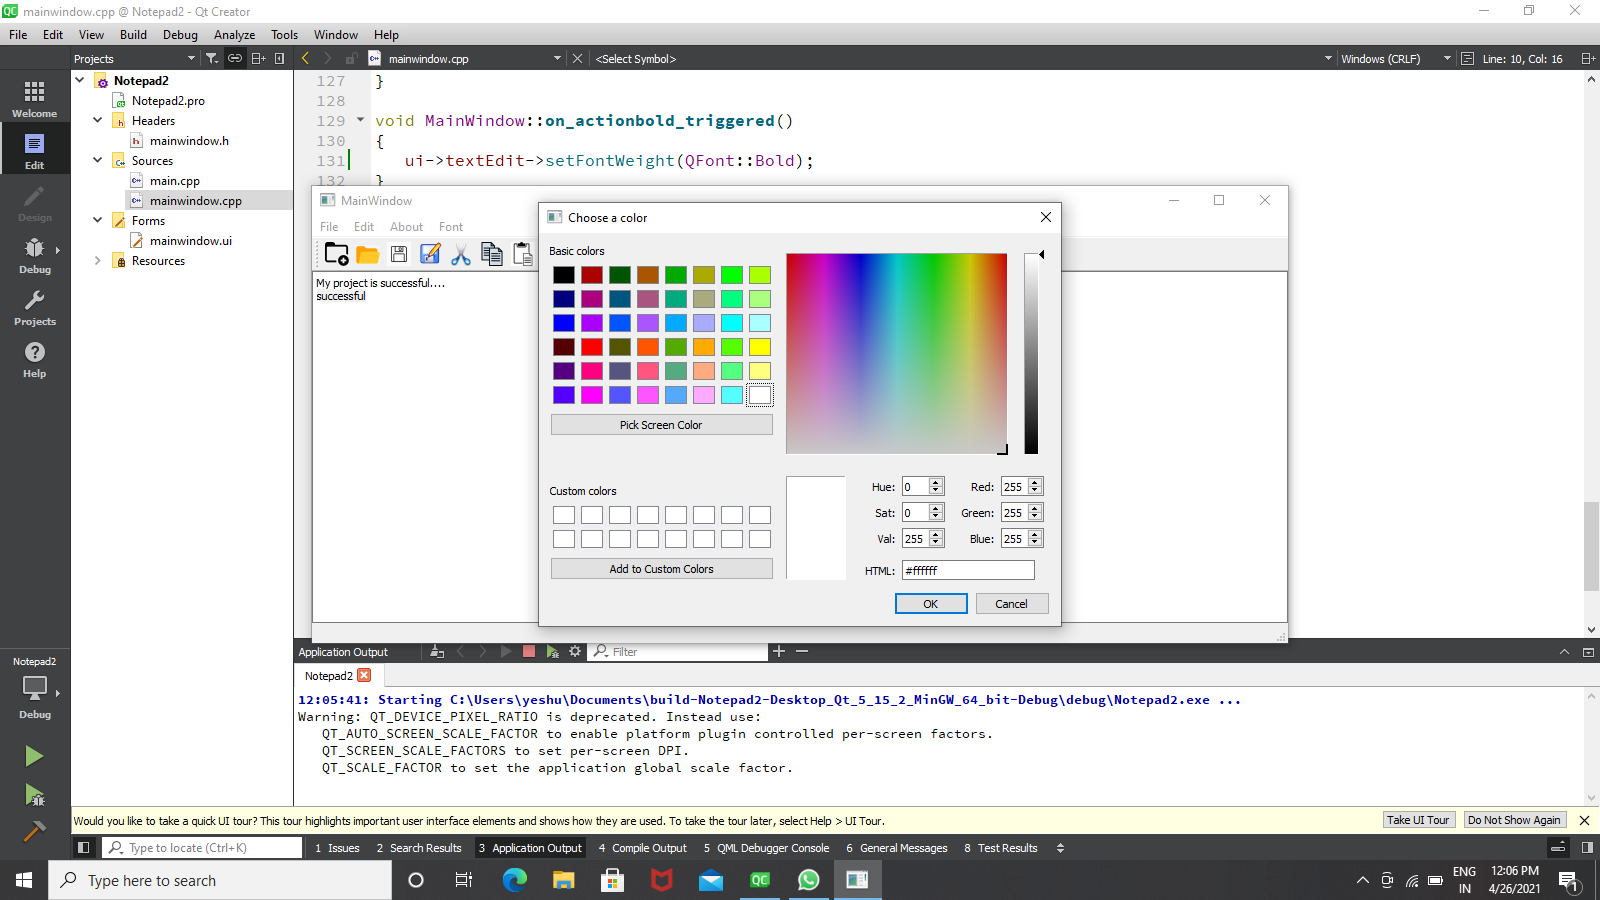 mainwindow.cpp @ Notepad2 - Qt Creator
File Edit View Build Debug Analyze Tools Window Help
Projects
mainwindow.cpp
<Select Symbol>
Windows (CRLF)
Line: 10, Col: 16
Welcome
Edit
Design
Debug
Projects
Help
Notepad2
Notepad2.pro
Headers
mainwindow.h
Sources
main.cpp
mainwindow.cpp
Forms
mainwindow.ui
Resources
127 }
128
129 void MainWindow::on_actionbold_triggered()
130 {
131 ui->textEdit->setFontWeight(QFont::Bold);
132 }
MainWindow
File Edit About Font
My project is successful....
successful
Choose a color
Basic colors
Pick Screen Color
Custom colors
Add to Custom Colors
Hue: 0 Red: 255
Sat: 0 Green: 255
Val: 255 Blue: 255
HTML: #ffffff
OK Cancel
Notepad2
Debug
Application Output
Filter
Notepad2
12:05:41: Starting C:\Users\yeshu\Documents\build-Notepad2-Desktop_Qt_5_15_2_MinGW_64_bit-Debug\debug\Notepad2.exe ...
Warning: QT_DEVICE_PIXEL_RATIO is deprecated. Instead use:
QT_AUTO_SCREEN_SCALE_FACTOR to enable platform plugin controlled per-screen factors.
QT_SCREEN_SCALE_FACTORS to set per-screen DPI.
QT_SCALE_FACTOR to set the application global scale factor.
Would you like to take a quick UI tour? This tour highlights important user interface elements and shows how they are used. To take the tour later, select Help > UI Tour.
Take UI Tour
Do Not Show Again
Type to locate (Ctrl+K)
1 Issues 2 Search Results 3 Application Output 4 Compile Output 5 QML Debugger Console 6 General Messages 8 Test Results
Type here to search
QC
ENG
IN
12:06 PM
4/26/2021
1